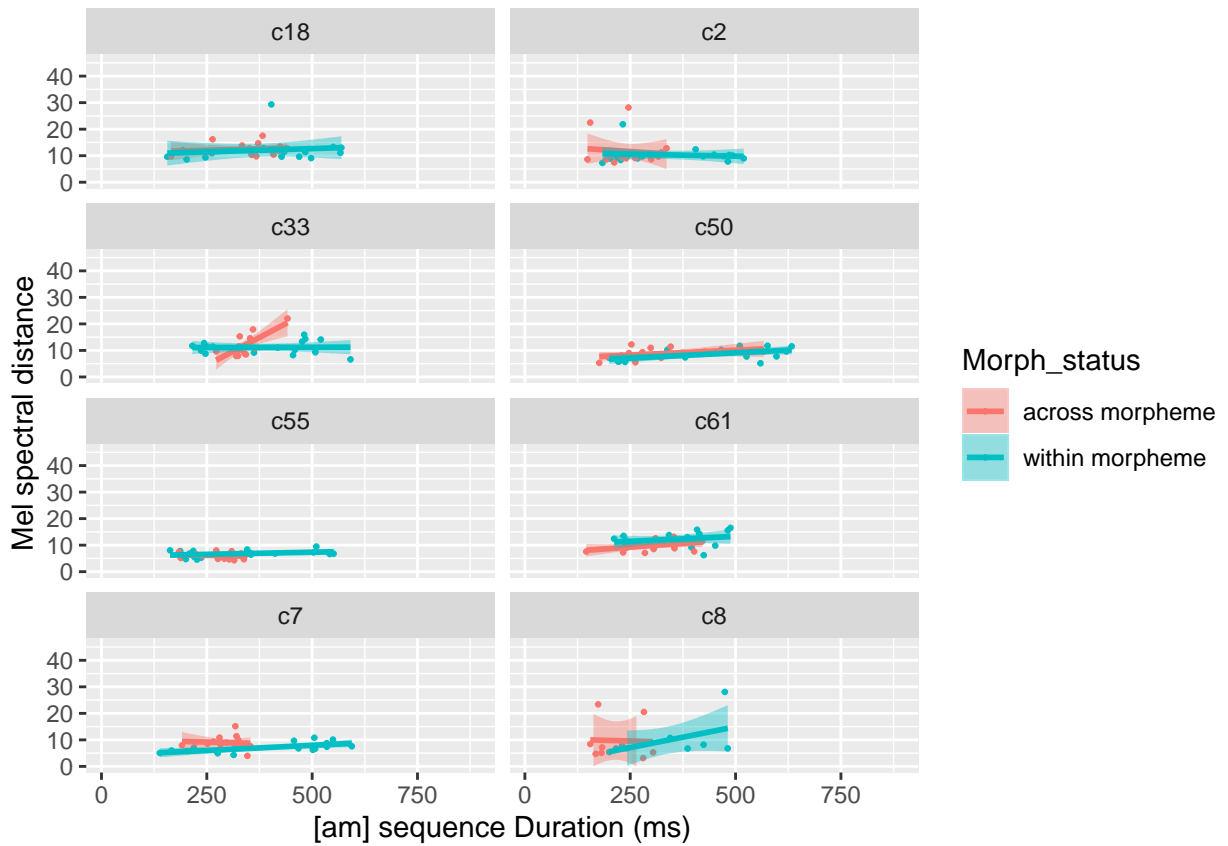 c18
c2
40
30
20
10
0
c33
c50
40
30
20
10
0
c55
c61
40
30
20
10
0
c7
c8
40
30
20
10
0
0 250 500 750 0 250 500 750
[am] sequence Duration (ms)
Mel spectral distance
Morph_status
across morpheme
within morpheme